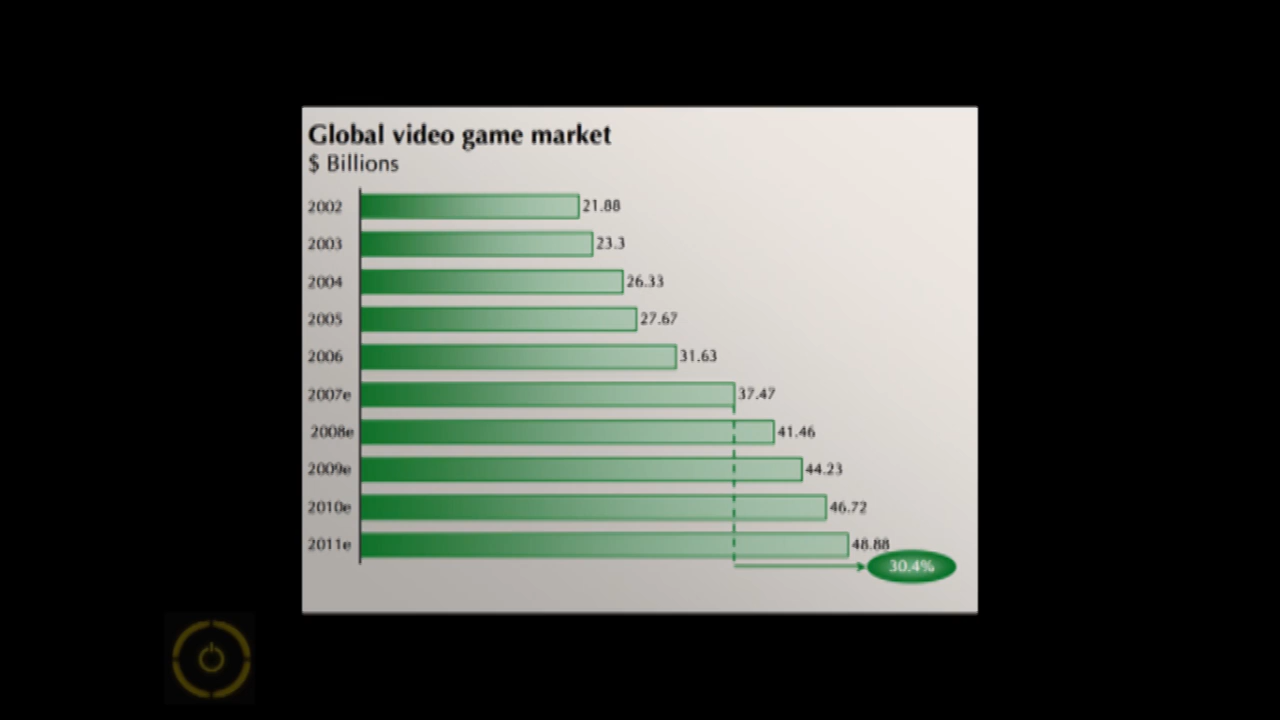 Global video game market
$ Billions
2002 21.88
2003 23.3
2004 26.33
2005 27.67
2006 31.63
2007e 37.47
2008e 41.46
2009e 44.23
2010e 46.72
2011e 48.88
30.4%